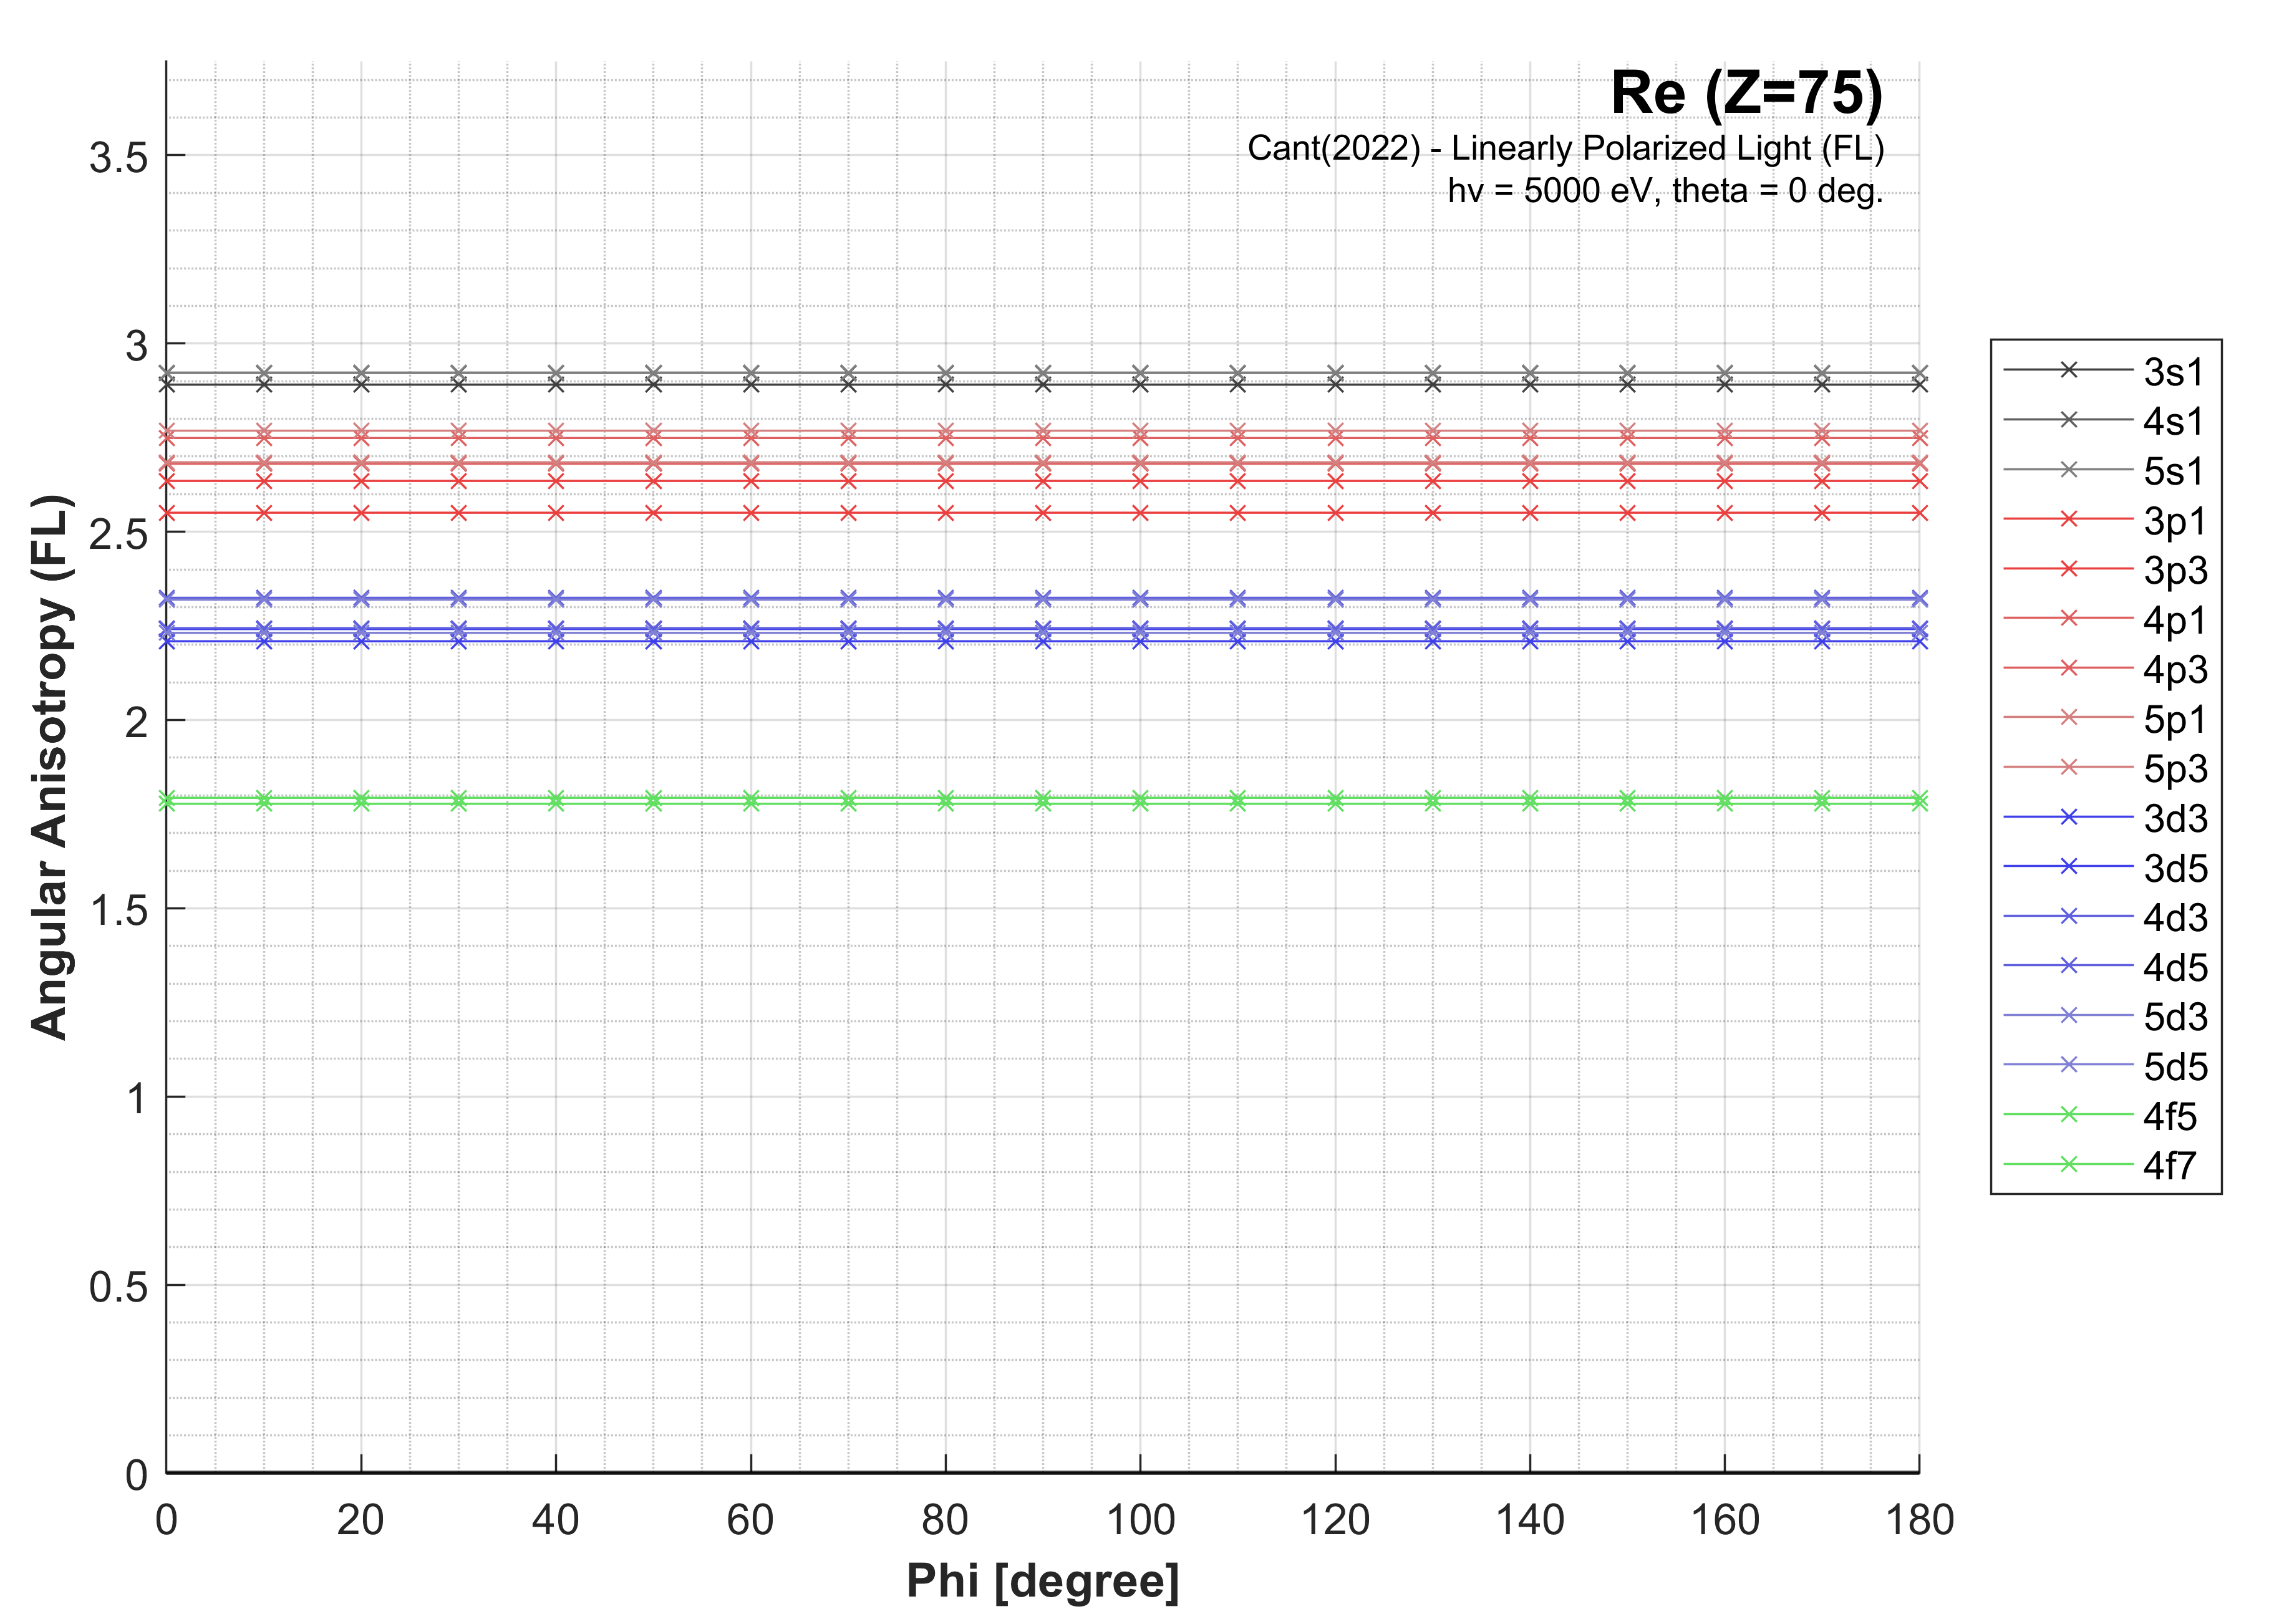 Re (Z=75)
Cant(2022) - Linearly Polarized Light (FL)
hv = 5000 eV, theta = 0 deg.
Angular Anisotropy (FL)
3.5
3
2.5
2
1.5
1
0.5
0
0 20 40 60 80 100 120 140 160 180
Phi [degree]
3s1
4s1
5s1
3p1
3p3
4p1
4p3
5p1
5p3
3d3
3d5
4d3
4d5
5d3
5d5
4f5
4f7